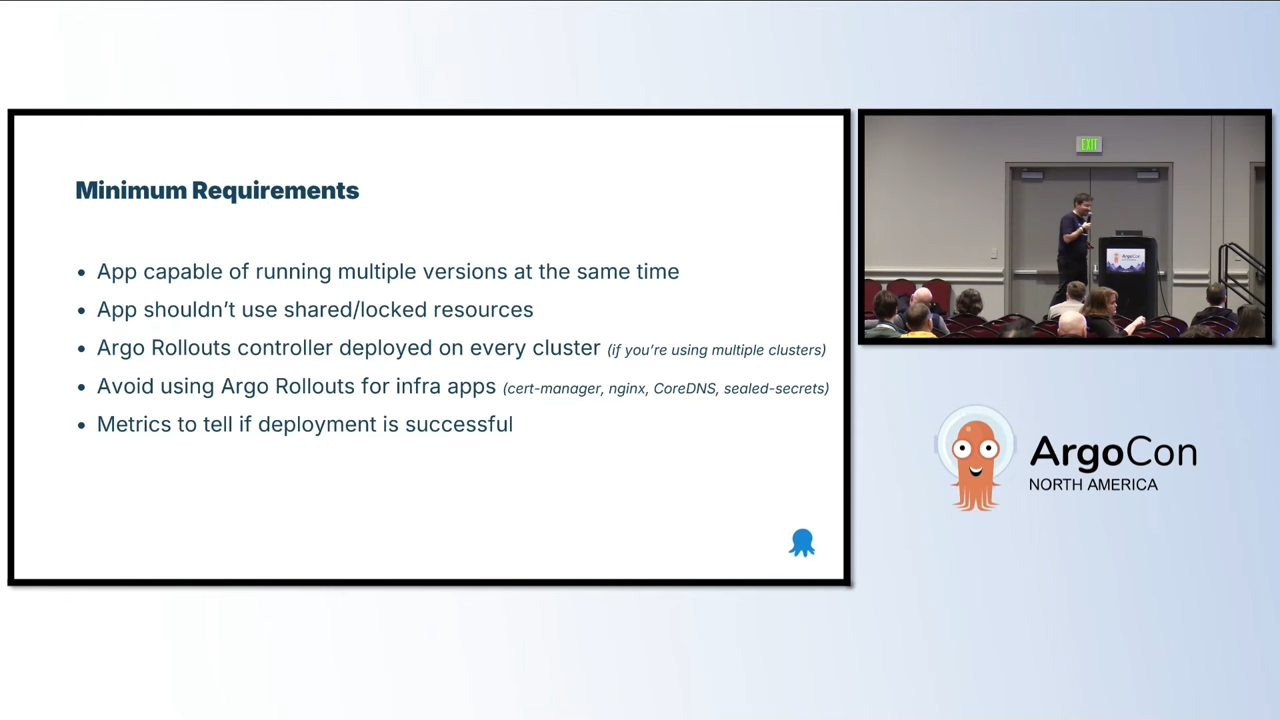 Minimum Requirements
• App capable of running multiple versions at the same time
• App shouldn’t use shared/locked resources
• Argo Rollouts controller deployed on every cluster (if you’re using multiple clusters)
• Avoid using Argo Rollouts for infra apps (cert-manager, nginx, CoreDNS, sealed-secrets)
• Metrics to tell if deployment is successful
EXIT
ArgoCon
ArgoCon
NORTH AMERICA